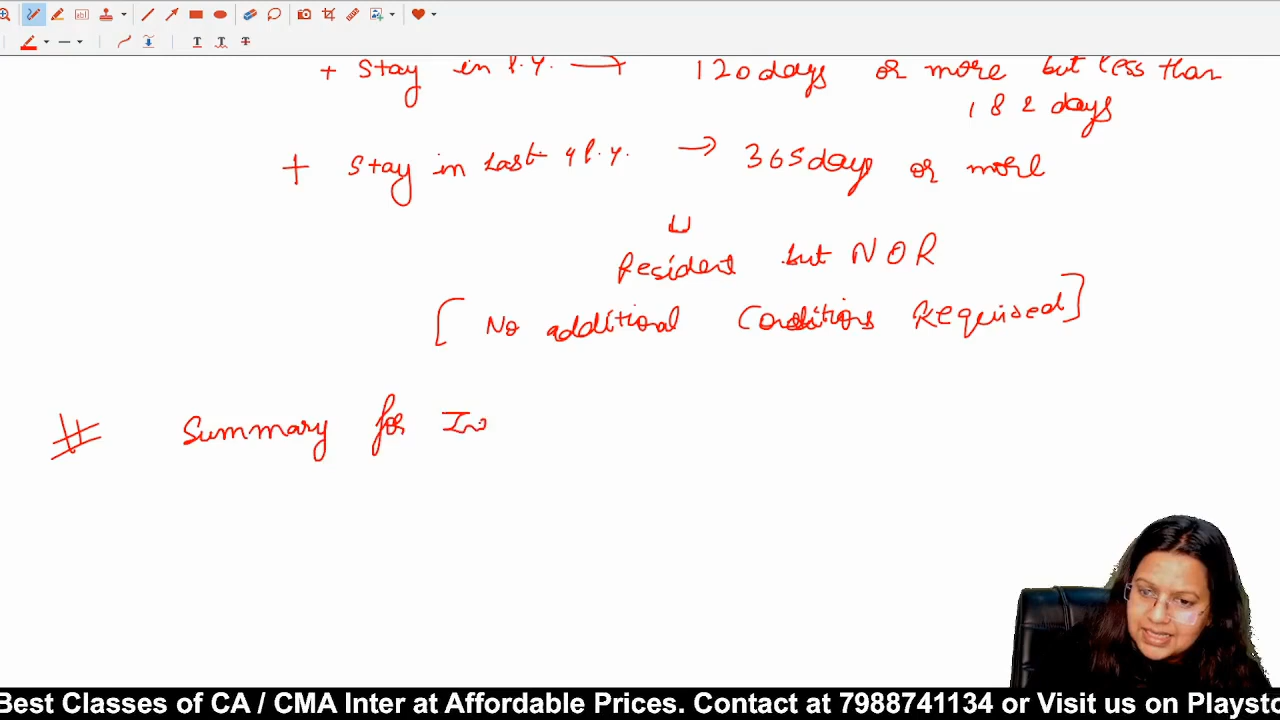 + Stay in P.Y. → 120 days or more but less than
182 days
+ Stay in Last 4 P.Y. → 365 days or more
Resident but NOR
[No additional Conditions Required]
# Summary for In
Best Classes of CA / CMA Inter at Affordable Prices. Contact at 7988741134 or Visit us on Playsto